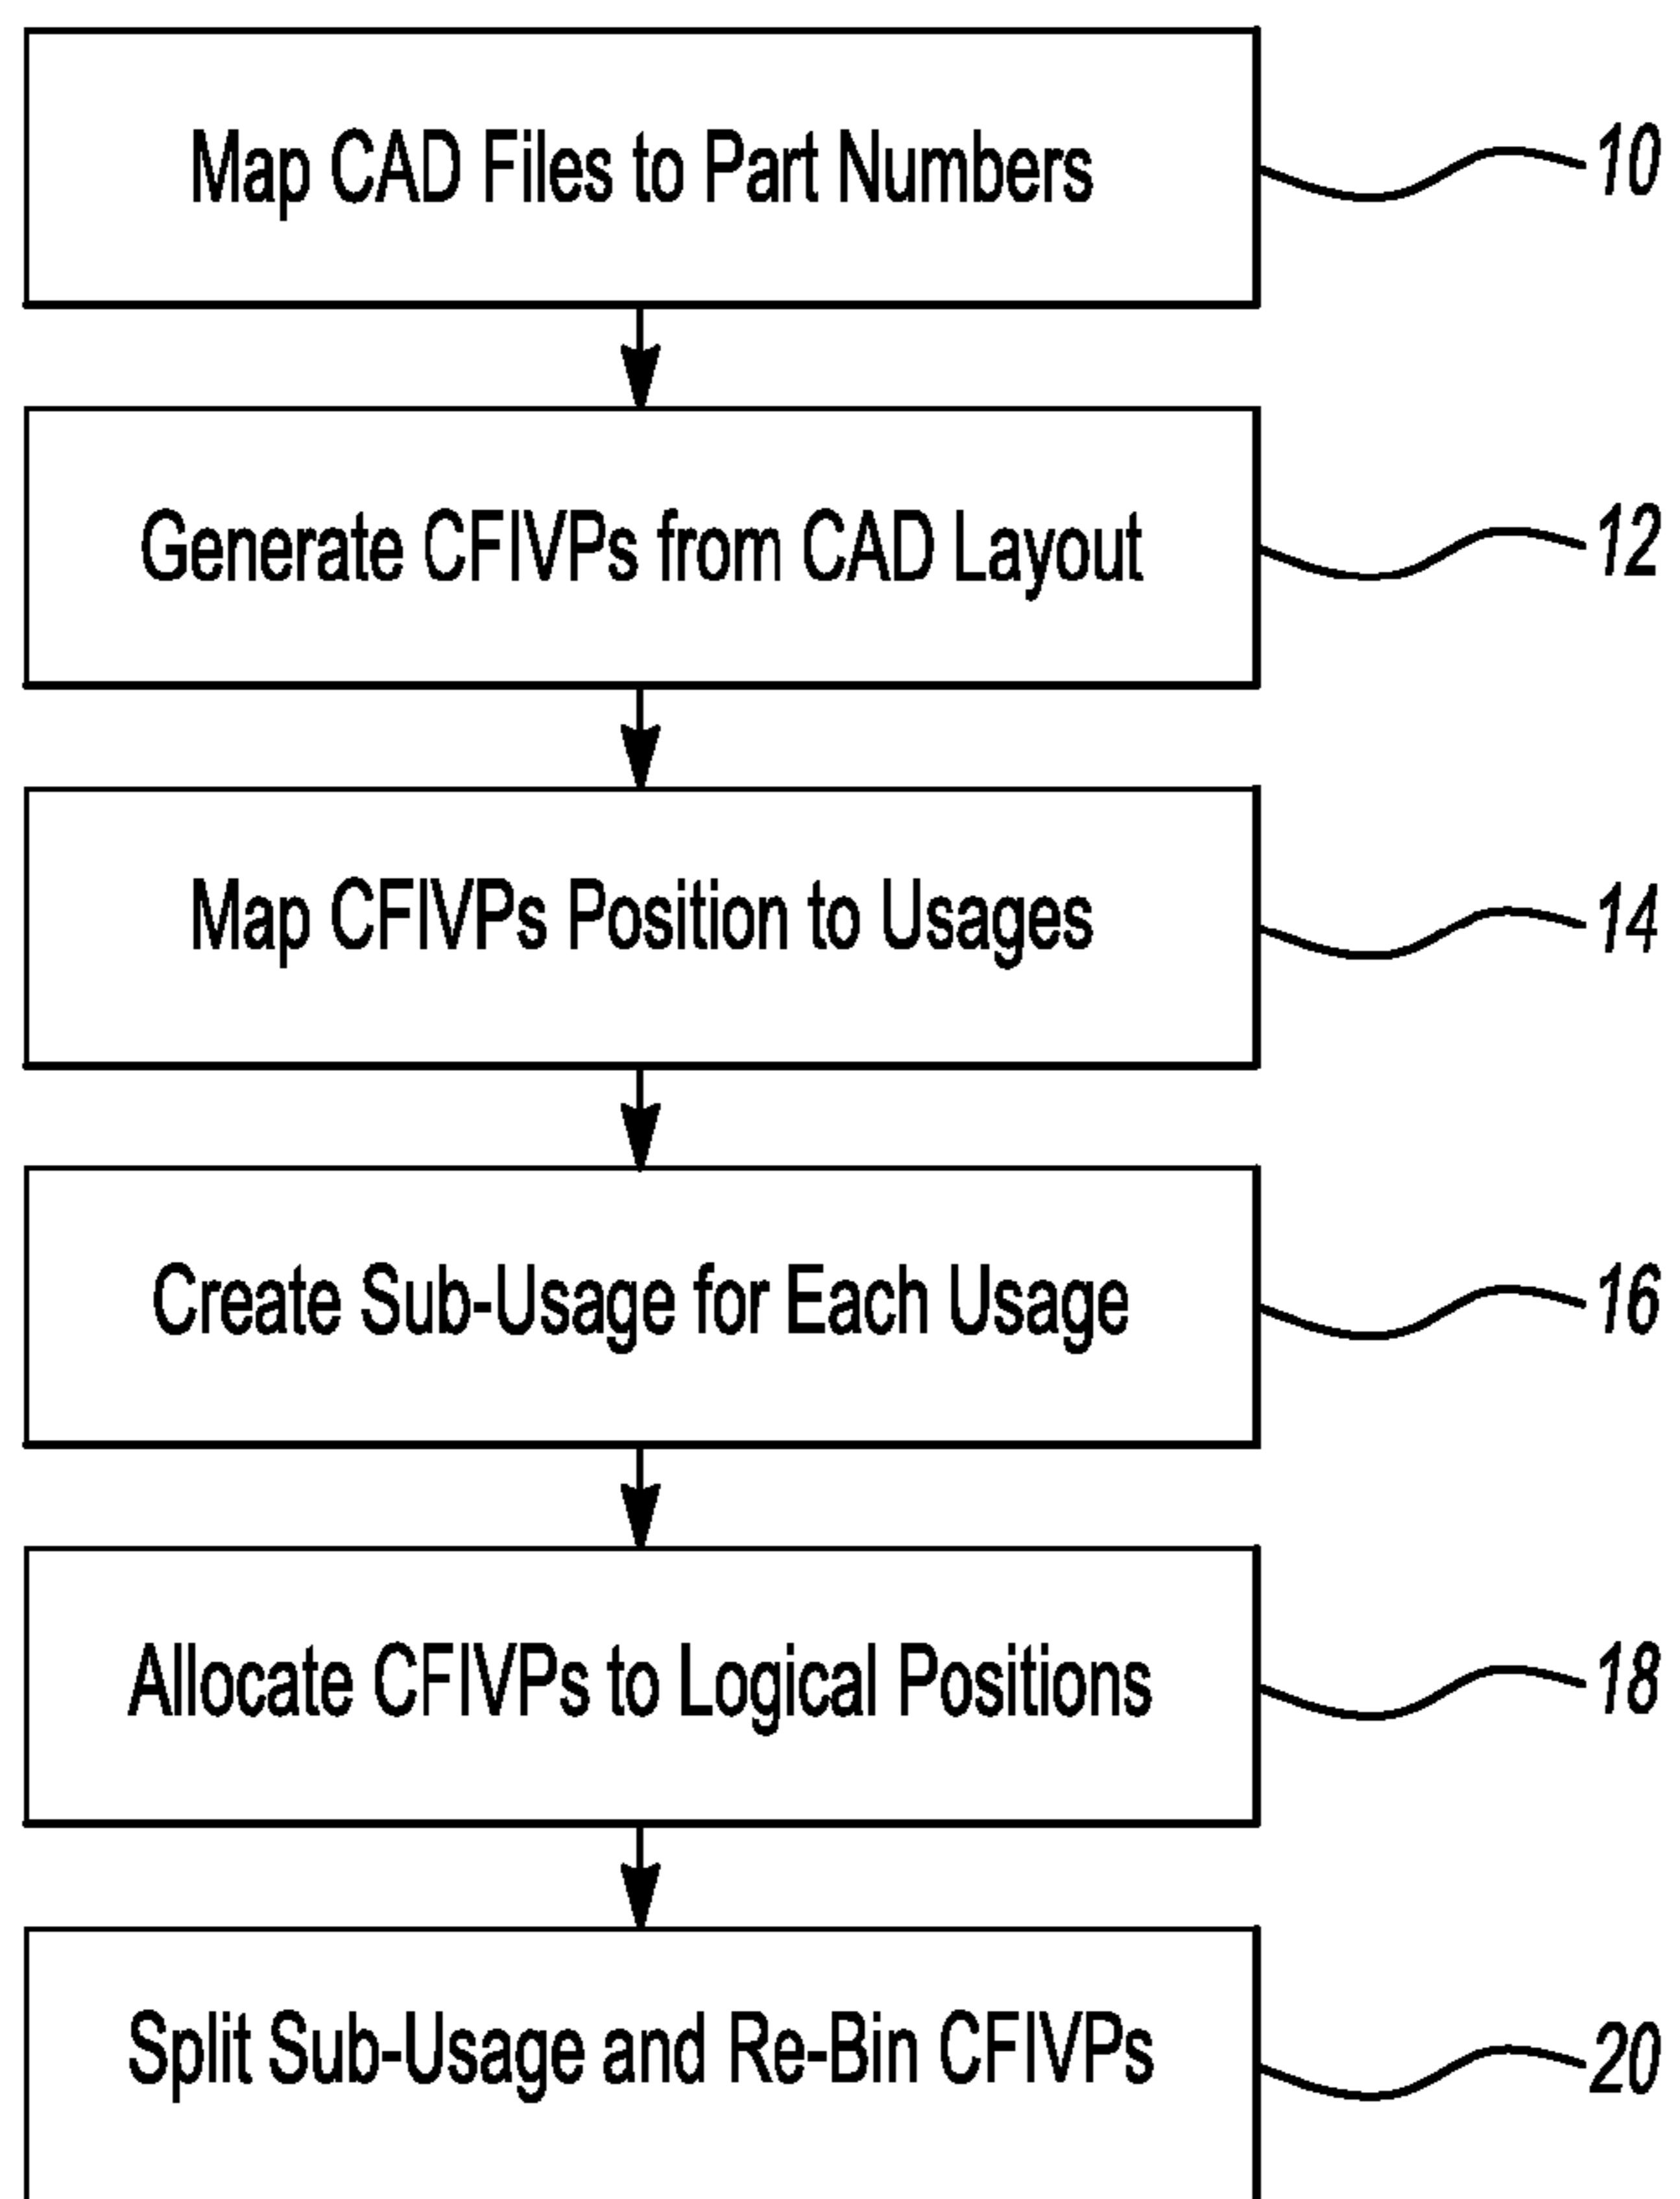 Map CAD Files to Part Numbers
10
Generate CFIVPs from CAD Layout
12
Map CFIVPs Position to Usages
14
Create Sub-Usage for Each Usage
16
Allocate CFIVPs to Logical Positions
18
Split Sub-Usage and Re-Bin CFIVPs
20